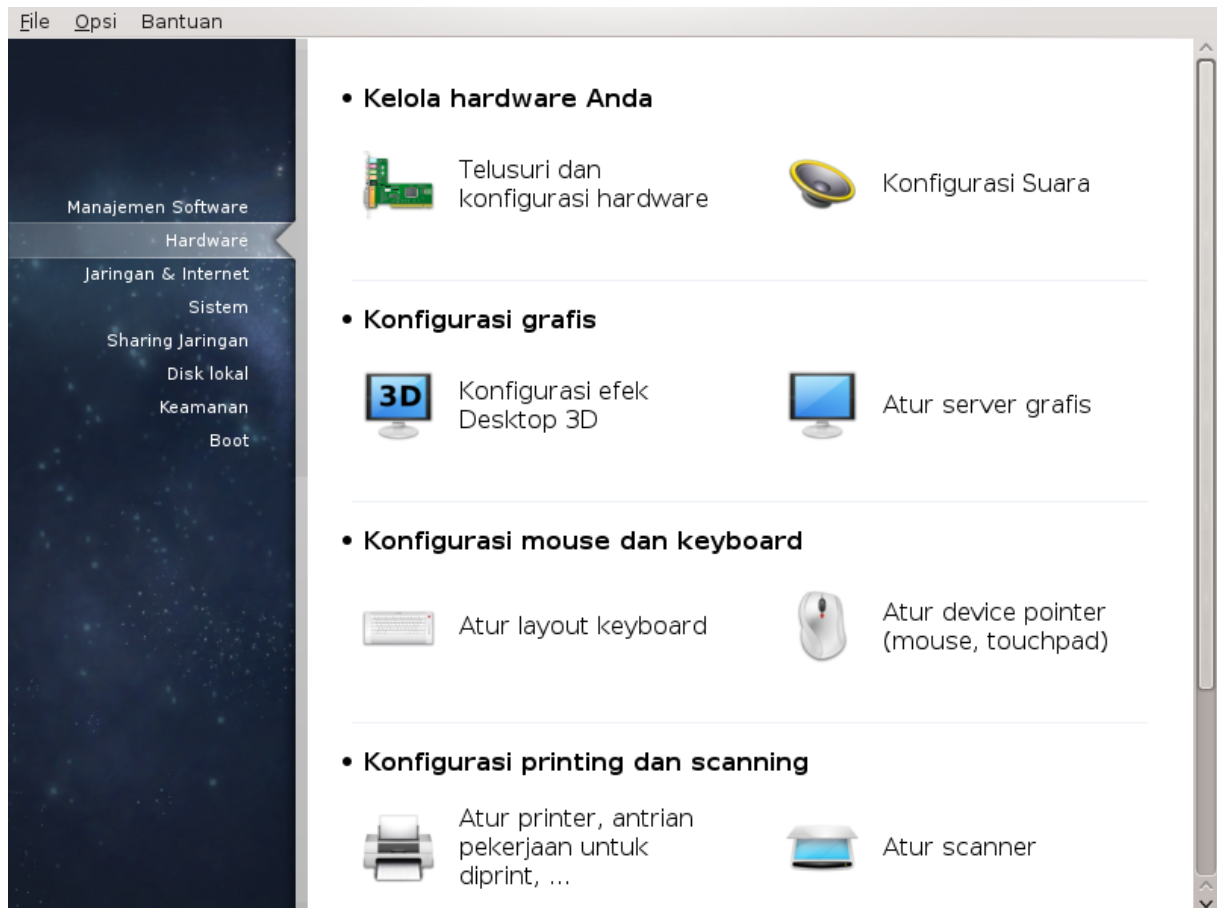 File Opsi Bantuan
Manajemen Software
Hardware
Jaringan & Internet
Sistem
Sharing Jaringan
Disk lokal
Keamanan
Boot
• Kelola hardware Anda
Telusuri dan
konfigurasi hardware
Konfigurasi Suara
• Konfigurasi grafis
3D
Konfigurasi efek
Desktop 3D
Atur server grafis
• Konfigurasi mouse dan keyboard
Atur layout keyboard
Atur device pointer
(mouse, touchpad)
• Konfigurasi printing dan scanning
Atur printer, antrian
pekerjaan untuk
diprint, ...
Atur scanner